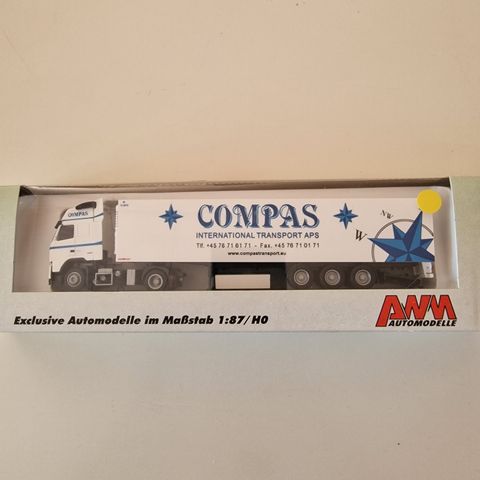 COMPAS
COMPAS
INTERNATIONAL TRANSPORT APS
Tlf. +45 76 71 01 71 - Fax. +45 76 71 01 71
www.compastransport.eu
NW
W
Exclusive Automodelle im Maßstab 1:87/H0
AWM
AUTOMODELLE